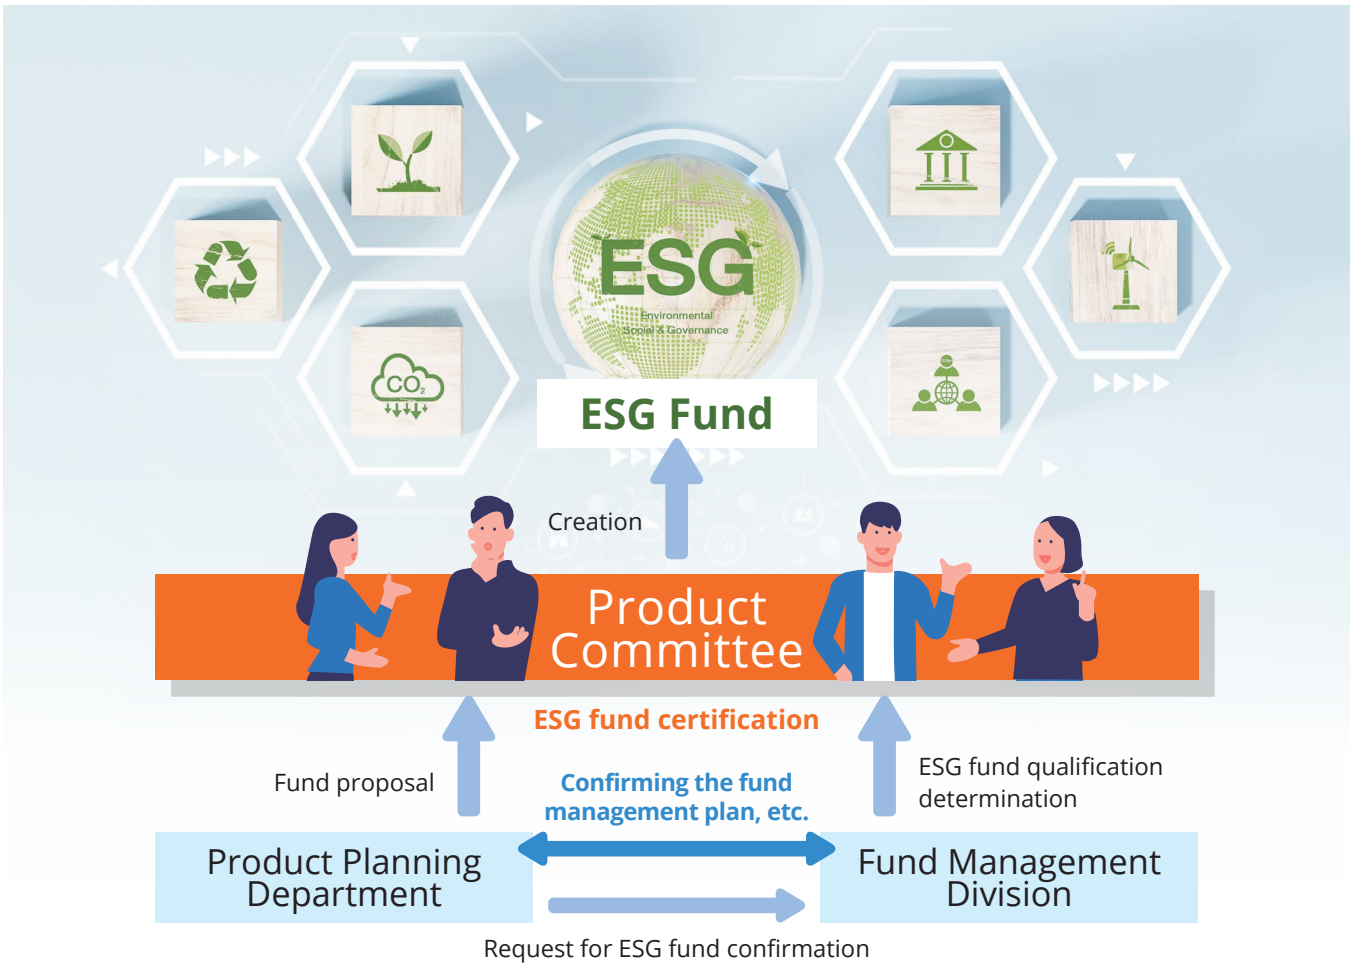 ESG
Environmental
Social & Governance
CO₂
ESG Fund
Creation
Product
Committee
ESG fund certification
Fund proposal
Confirming the fund
management plan, etc.
ESG fund qualification
determination
Product Planning
Department
Fund Management
Division
Request for ESG fund confirmation